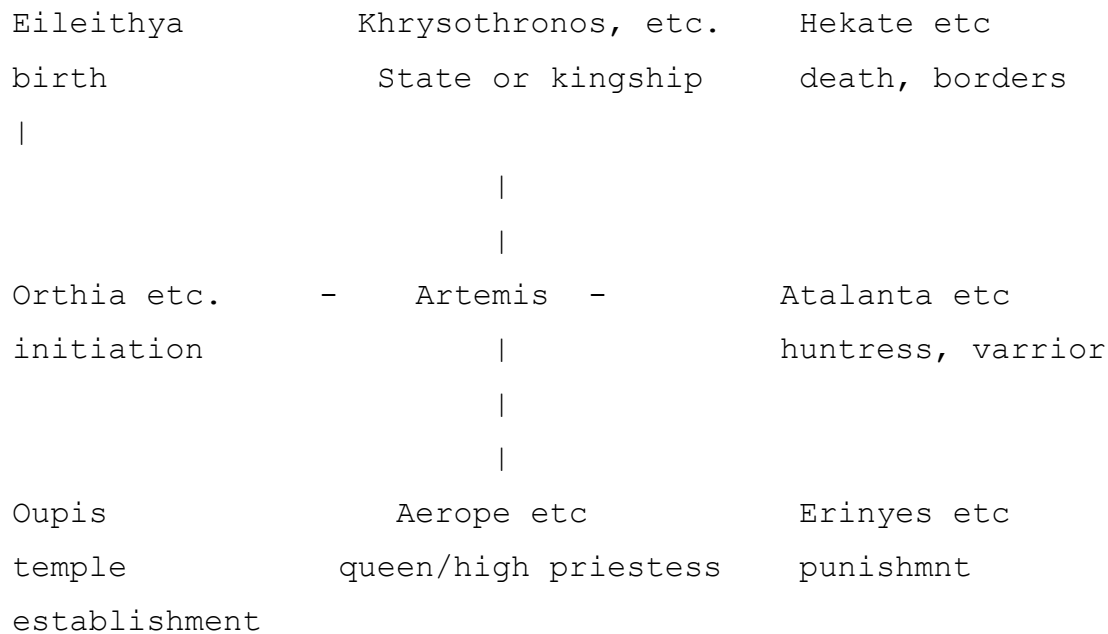 Eileithya Khrysothronos, etc. Hekate etc
birth State or kingship death, borders
|
|
|
Orthia etc. - Artemis - Atalanta etc
initiation | huntress, varrior
|
|
Oupis Aerope etc Erinyes etc
temple queen/high priestess punishmnt
establishment